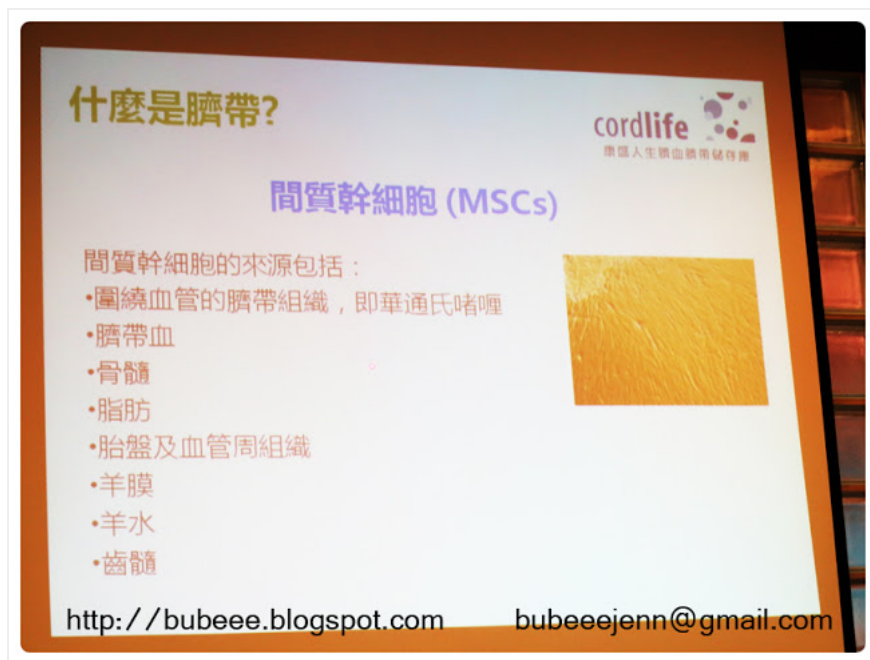 什麼是臍帶?
cordlife
康盛人生臍血臍帶儲存庫
間質幹細胞 (MSCs)
間質幹細胞的來源包括：
•圍繞血管的臍帶組織，即華通氏啫喱
•臍帶血
•骨髓
•脂肪
•胎盤及血管周組織
•羊膜
•羊水
•齒髓
http://bubeee.blogspot.com
bubeeejenn@gmail.com